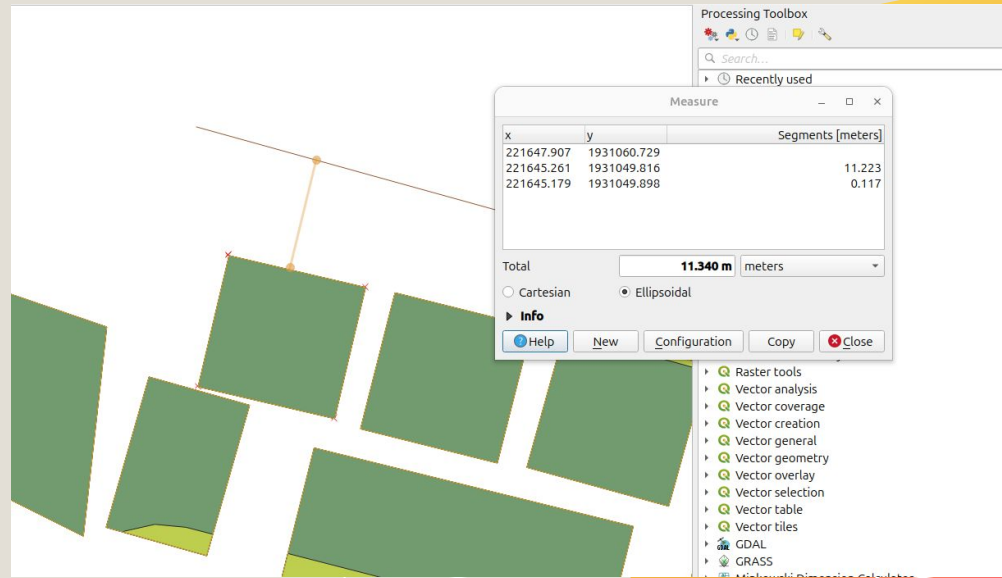 Processing Toolbox
Search...
Recently used
Measure
x y Segments [meters]
221647.907 1931060.729
221645.261 1931049.816 11.223
221645.179 1931049.898 0.117
Total 11.340 m meters
Cartesian Ellipsoidal
Info
Help New Configuration Copy Close
Raster tools
Vector analysis
Vector coverage
Vector creation
Vector general
Vector geometry
Vector overlay
Vector selection
Vector table
Vector tiles
GDAL
GRASS